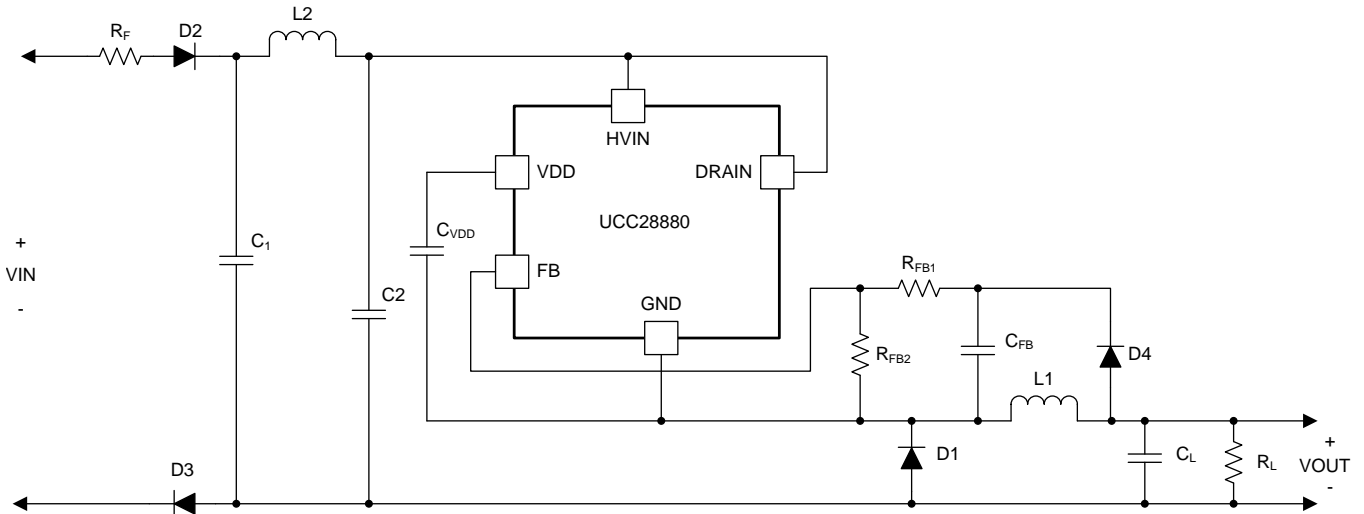 L2
RF
D2
HVIN
VDD
DRAIN
UCC28880
CVDD
C1
+
VIN
-
FB
RFB1
C2
GND
RFB2
CFB
D4
L1
D3
D1
CL
RL
+
VOUT
-